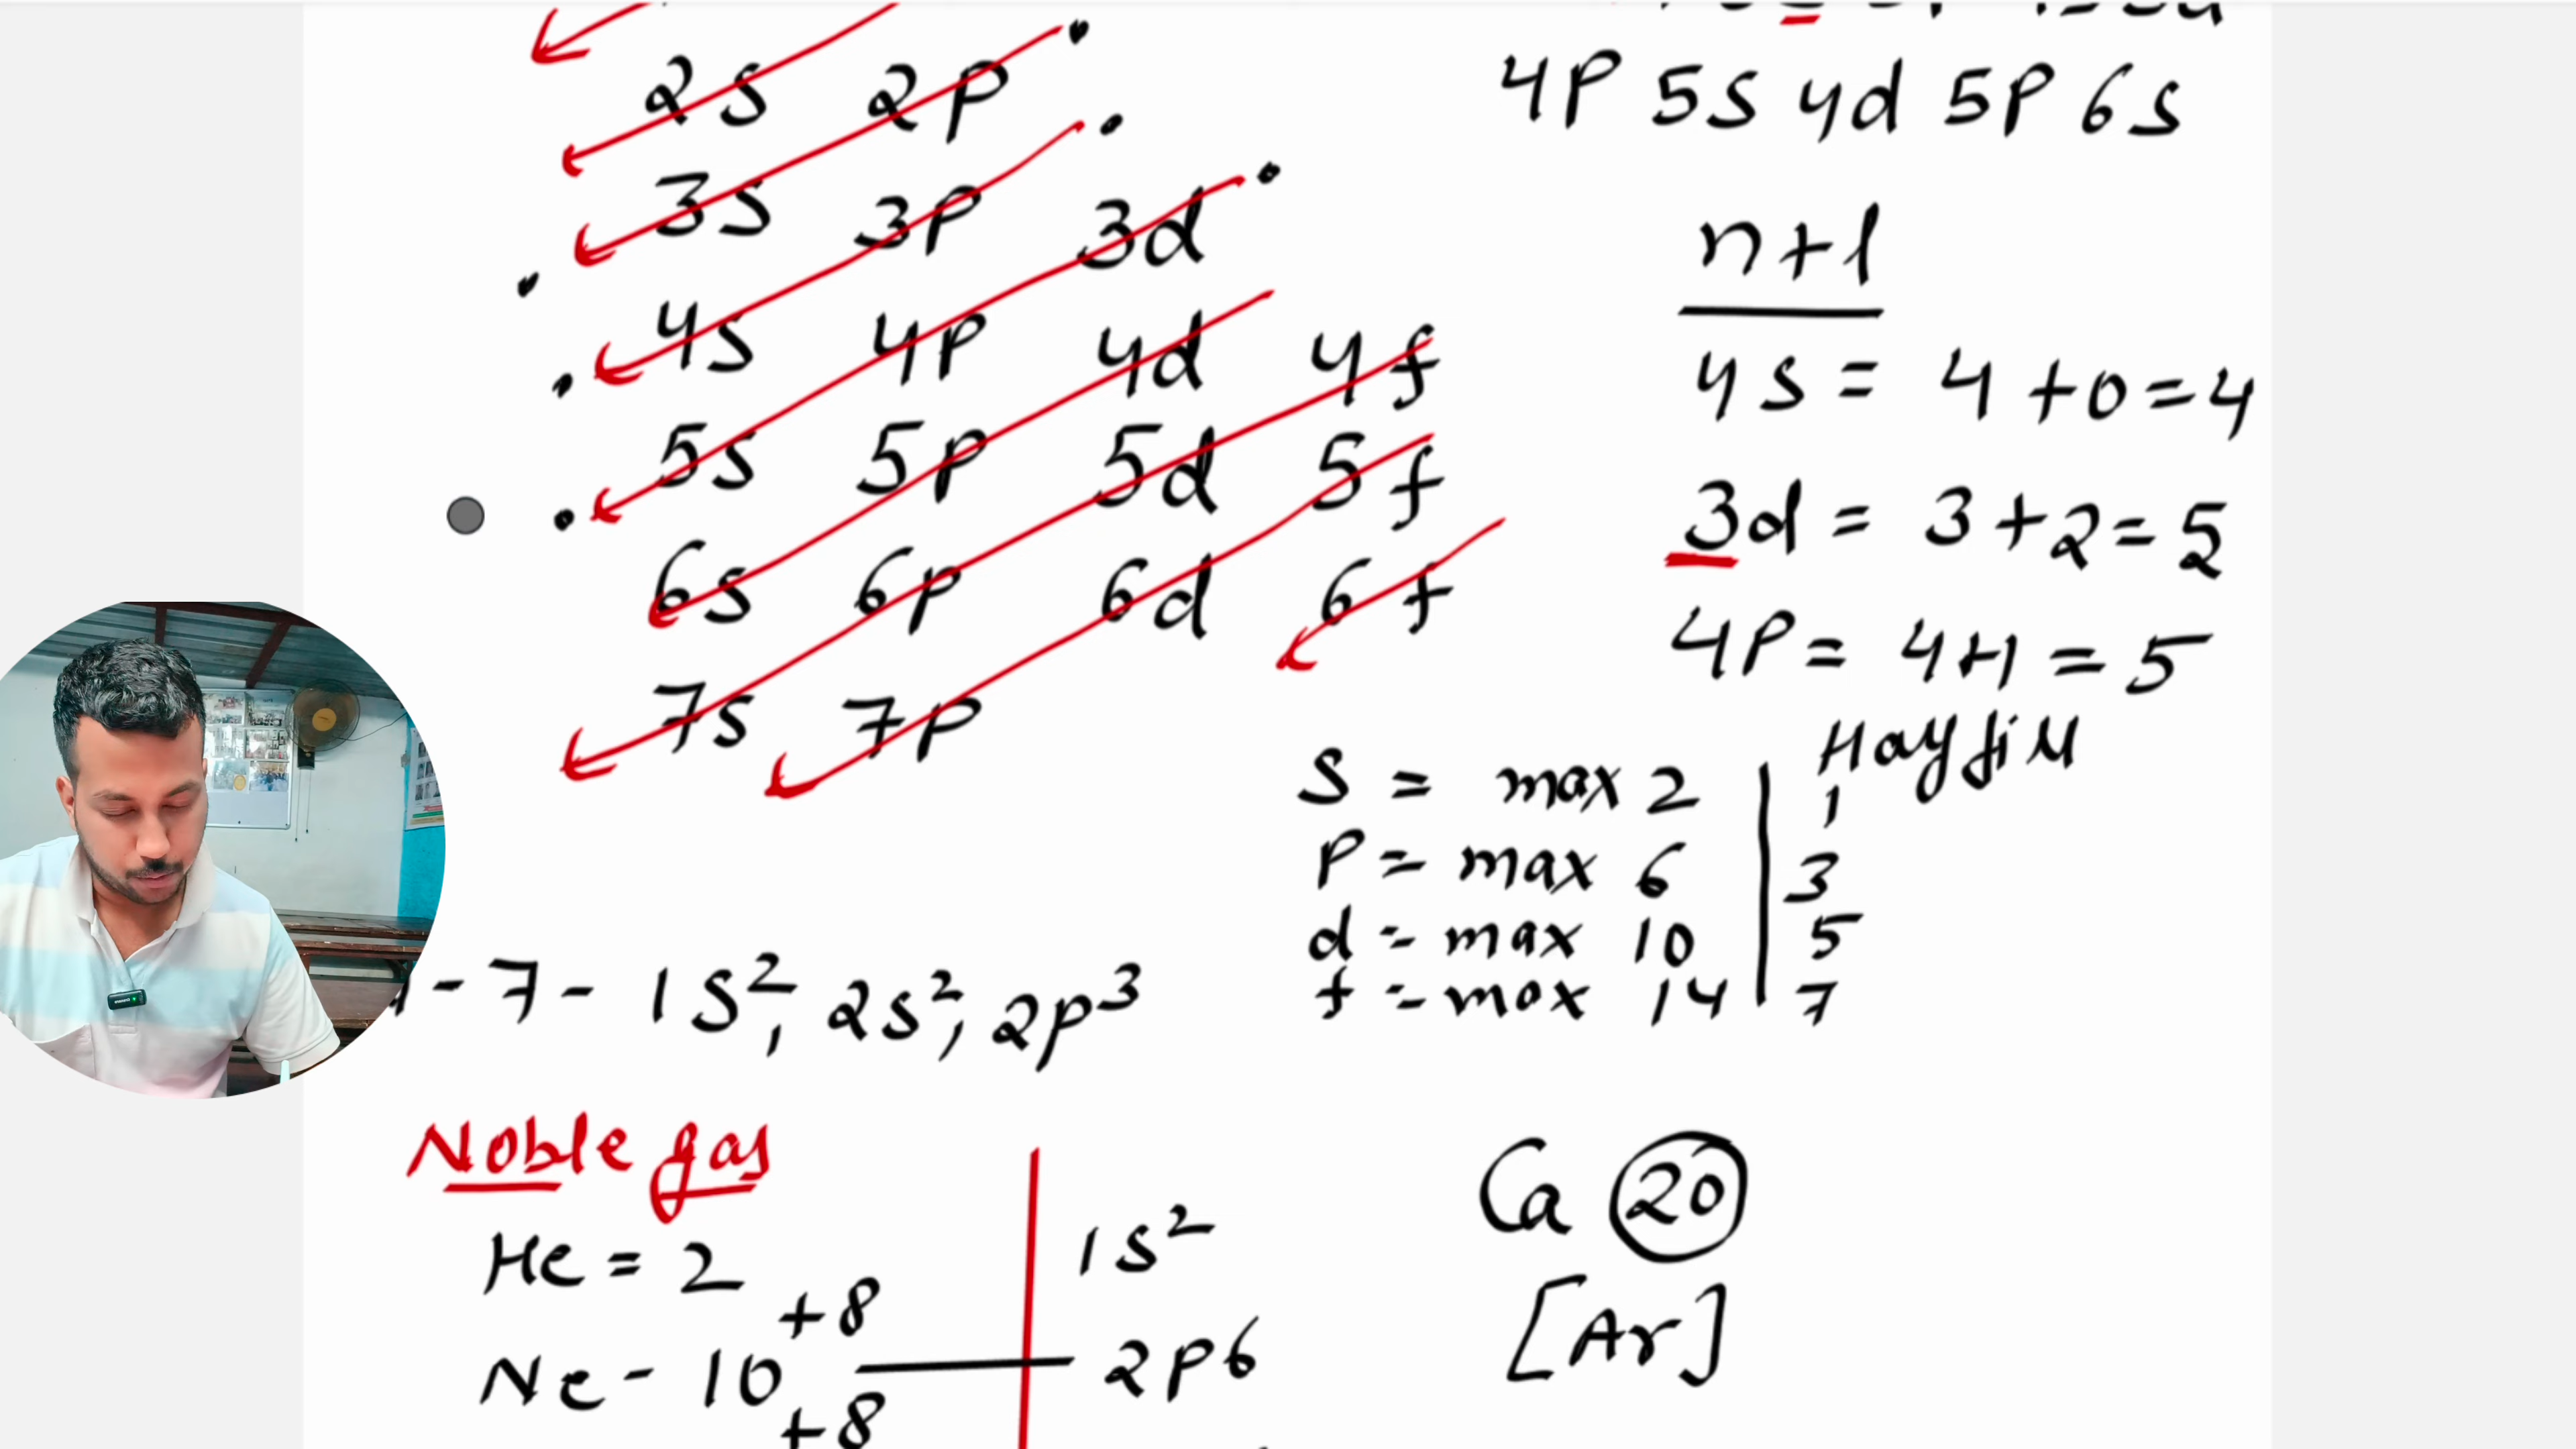 2s 2p
3s 3p 3d
4s 4p 4d 4f
5s 5p 5d 5f
6s 6p 6d 6f
7s 7p
4P 5s 4d 5P 6s
n+l
4s = 4+0=4
3d = 3+2=5
4P = 4+1=5
Hayfill
S = max 2 | 1
P = max 6 | 3
d = max 10 | 5
f = max 14 | 7
- 7 - 1s², 2s², 2p³
Noble gas
He = 2 1s²
+8
Ne - 10 2p6
+8
Ca 20
[Ar]